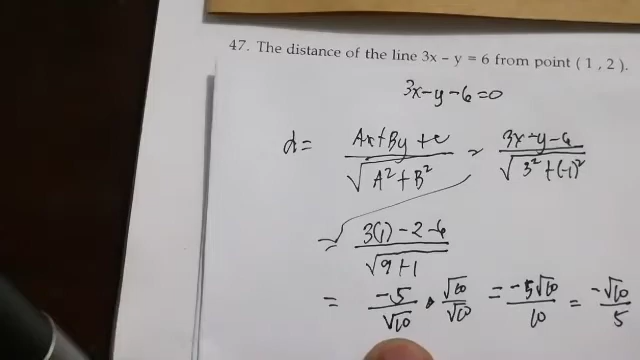 47. The distance of the line 3x – y = 6 from point ( 1 , 2 ).
3x-y-6=0
d= Ax+By+C / √A²+B² = 3x-y-6 / √3²+(-1)²
= 3(1)-2-6 / √9+1
= -5/√10 • √10/√10 = -5√10/10 = -√10/5